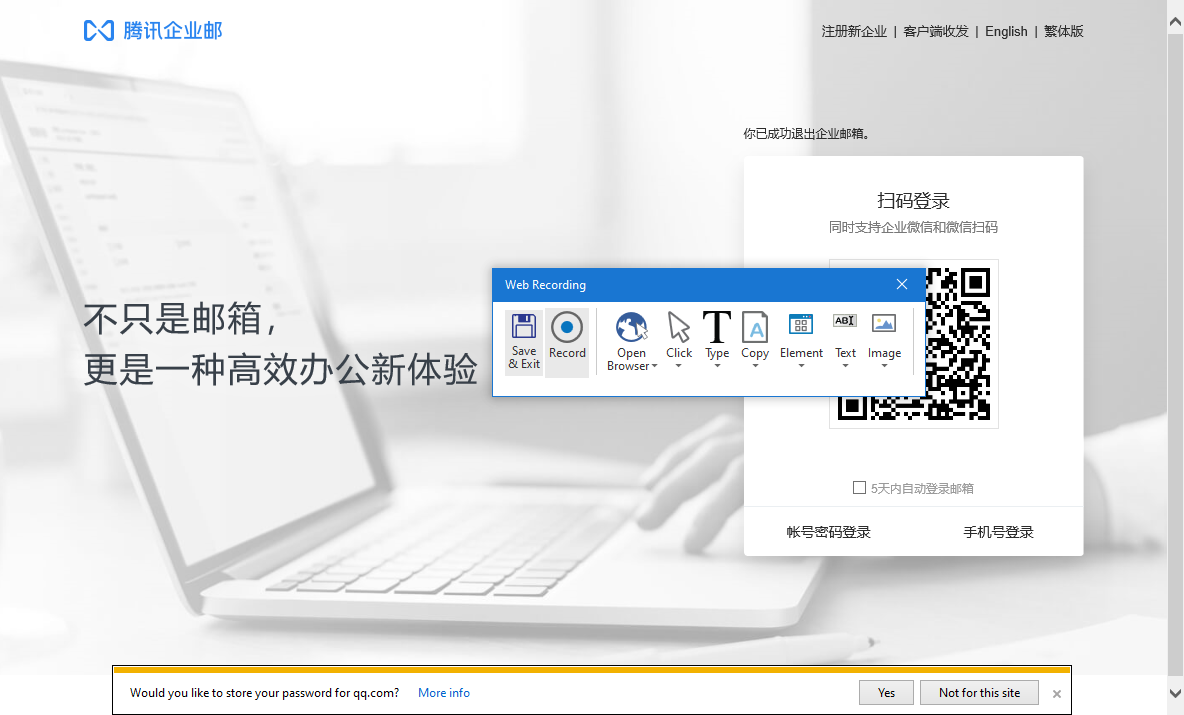 腾讯企业邮
注册新企业 | 客户端收发 | English | 繁体版
你已成功退出企业邮箱。
扫码登录
同时支持企业微信和微信扫码
不只是邮箱，
更是一种高效办公新体验
Web Recording
Save & Exit
Record
Open Browser
Click
Type
Copy
Element
Text
Image
ABI
5天内自动登录邮箱
帐号密码登录 手机号登录
Would you like to store your password for qq.com? More info Yes Not for this site